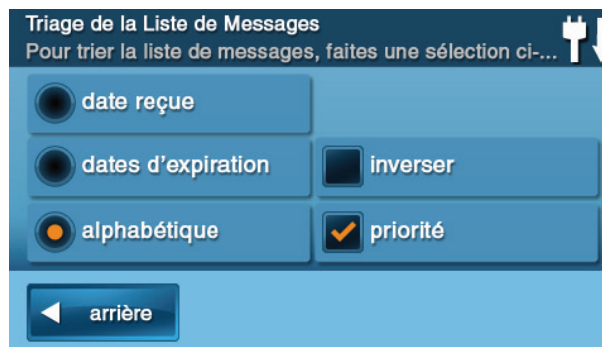 Triage de la Liste de Messages
Pour trier la liste de messages, faites une sélection ci-...
date reçue
dates d'expiration
inverser
alphabétique
priorité
arrière